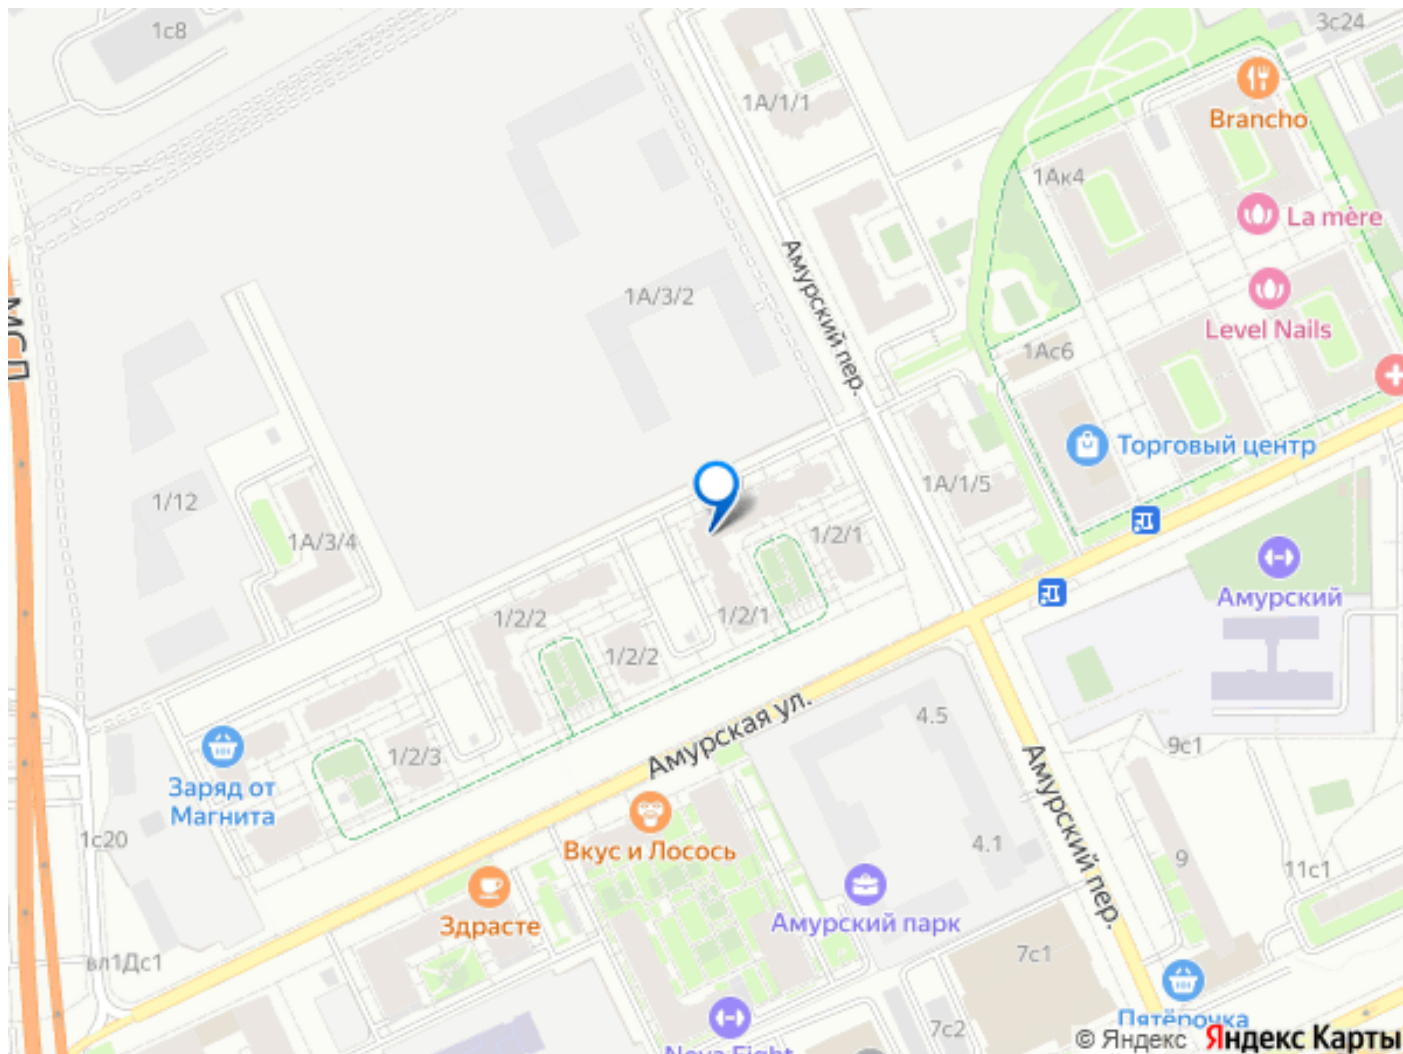 1с8
3с24
1А/1/1
Brancho
1Ак4
La mère
Амурский пер.
1А/3/2
Level Nails
1Ас6
Торговый центр
1/12
1А/3/4
1А/1/5
1/2/1
Амурский
1/2/2
1/2/1
1/2/2
Амурская ул.
4.5
9с1
1/2/3
Заряд от
Магнита
1с20
Вкус и Лосось
4.1
9
11с1
Амурский пер.
Здрасте
Амурский парк
7с1
вл1Дс1
7с2
Пятёрочка
Nova Fight
© Яндекс Яндекс Карты